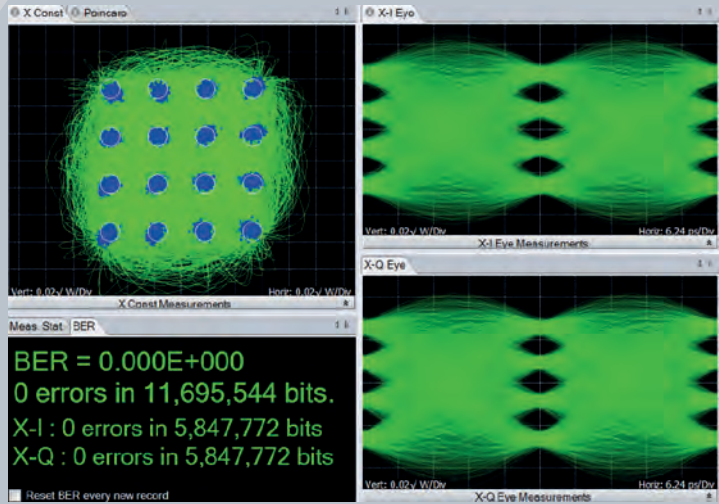 X Const
Poincaro
Vert: 0.02√ W/Div
Horiz: 0.02√ W/Div
X Const Measurements
Meas. Stat
BER
BER = 0.000E+000
0 errors in 11,695,544 bits.
X-I : 0 errors in 5,847,772 bits
X-Q : 0 errors in 5,847,772 bits
Reset BER every new record
X-I Eye
Vert: 0.02√ W/Div
Horiz: 6.24 ps/Div
X-I Eye Measurements
X-Q Eye
Vert: 0.02√ W/Div
Horiz: 6.24 ps/Div
X-Q Eye Measurements